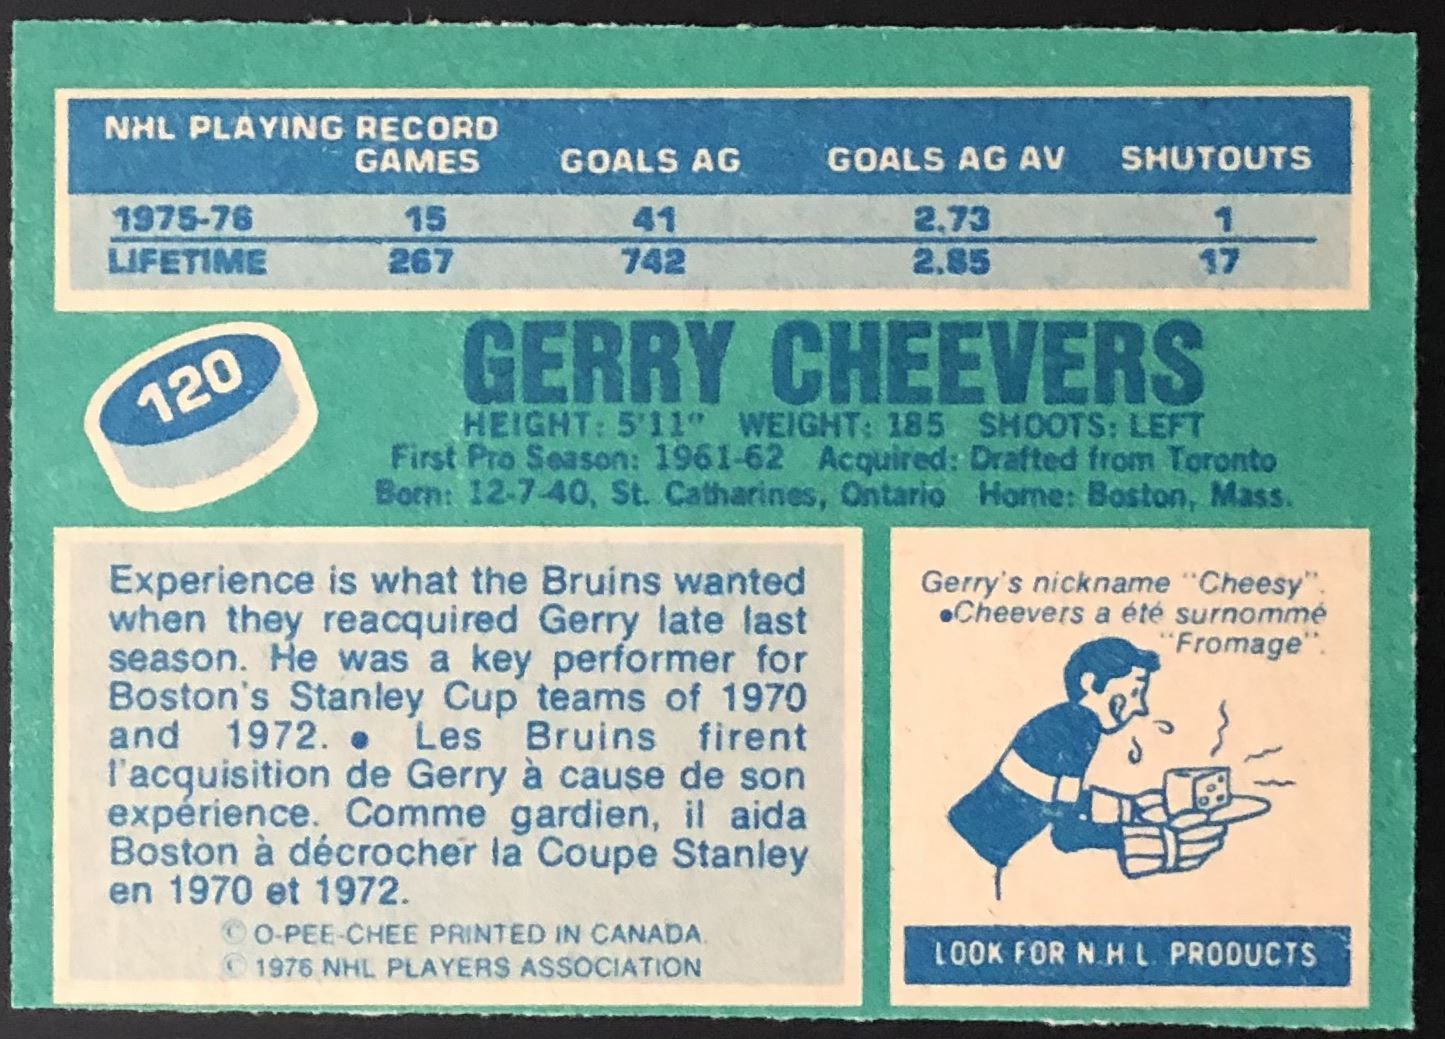 NHL PLAYING RECORD
GAMES GOALS AG GOALS AG AV SHUTOUTS
1975-76 15 41 2.73 1
LIFETIME 267 742 2.85 17
120
GERRY CHEEVERS
HEIGHT: 5'11" WEIGHT: 185 SHOOTS: LEFT
First Pro Season: 1961-62 Acquired: Drafted from Toronto
Born: 12-7-40, St. Catharines, Ontario Home: Boston, Mass.
Experience is what the Bruins wanted
when they reacquired Gerry late last
season. He was a key performer for
Boston's Stanley Cup teams of 1970
and 1972. • Les Bruins firent
l'acquisition de Gerry à cause de son
expérience. Comme gardien, il aida
Boston à décrocher la Coupe Stanley
en 1970 et 1972.
© O-PEE-CHEE PRINTED IN CANADA
© 1976 NHL PLAYERS ASSOCIATION
Gerry's nickname "Cheesy".
•Cheevers a été surnommé
"Fromage".
LOOK FOR N.H.L. PRODUCTS